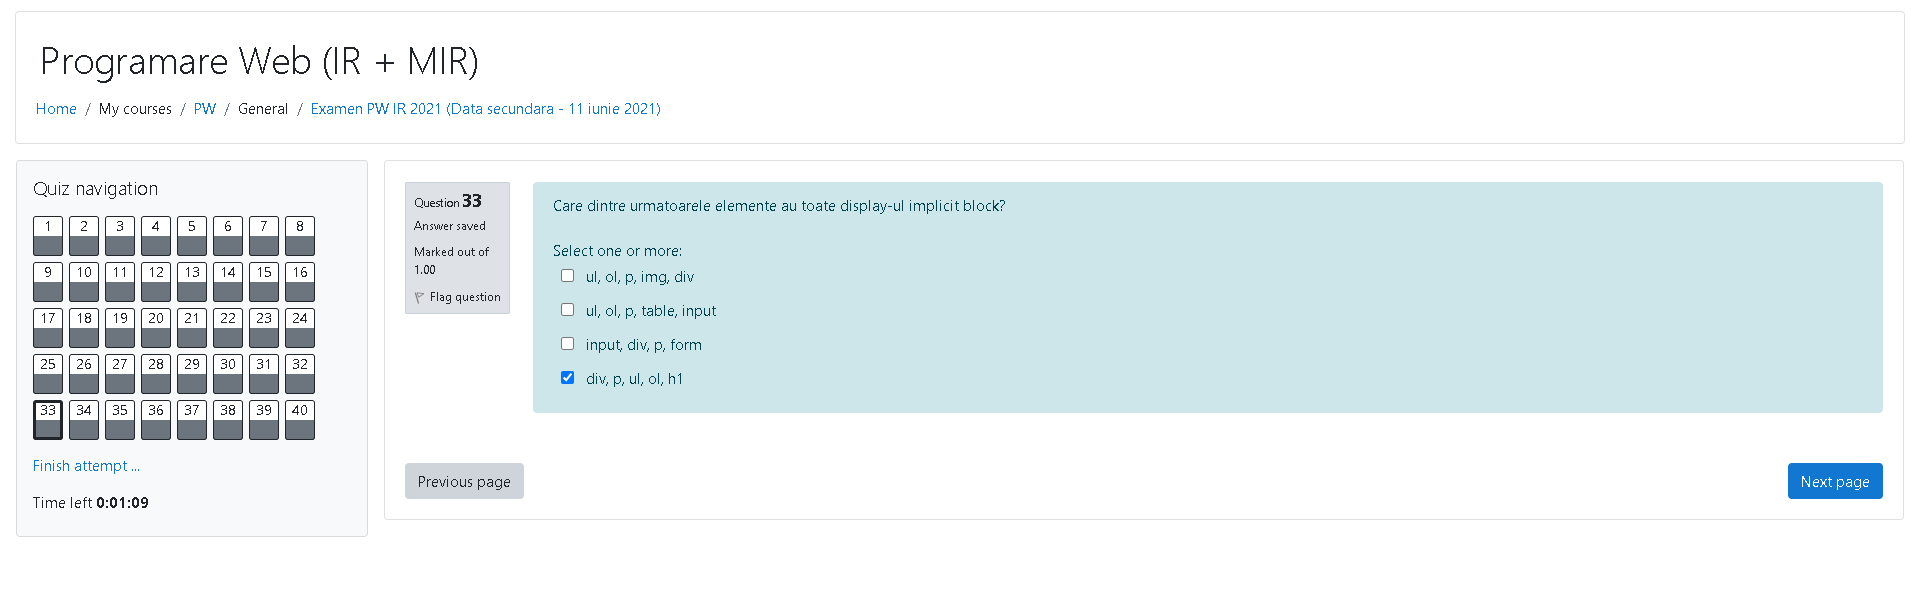 Programare Web (IR + MIR)
Home / My courses / PW / General / Examen PW IR 2021 (Data secundara - 11 iunie 2021)
Quiz navigation
1 2 3 4 5 6 7 8
9 10 11 12 13 14 15 16
17 18 19 20 21 22 23 24
25 26 27 28 29 30 31 32
33 34 35 36 37 38 39 40
Finish attempt ...
Time left 0:01:09
Question 33
Answer saved
Marked out of
1.00
Flag question
Care dintre urmatoarele elemente au toate display-ul implicit block?
Select one or more:
ul, ol, p, img, div
ul, ol, p, table, input
input, div, p, form
div, p, ul, ol, h1
Previous page
Next page